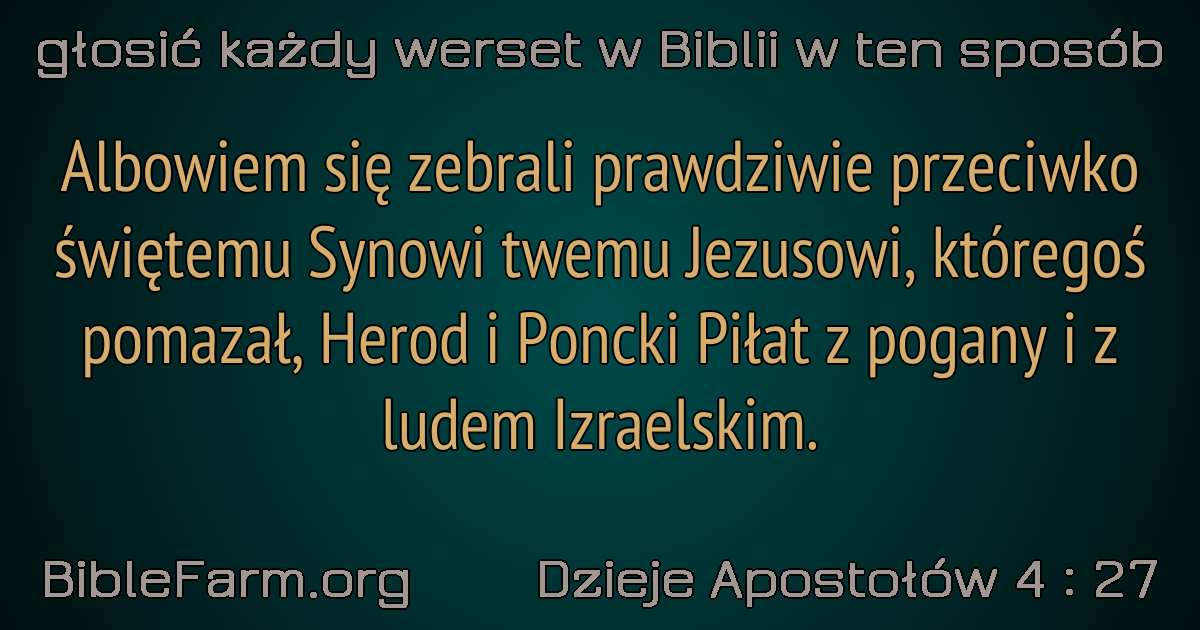 głosić każdy werset w Biblii w ten sposób
Albowiem się zebrali prawdziwie przeciwko
świętemu Synowi twemu Jezusowi, któregoś
pomazał, Herod i Poncki Piłat z pogany i z
ludem Izraelskim.
BibleFarm.org
Dzieje Apostołów 4 : 27